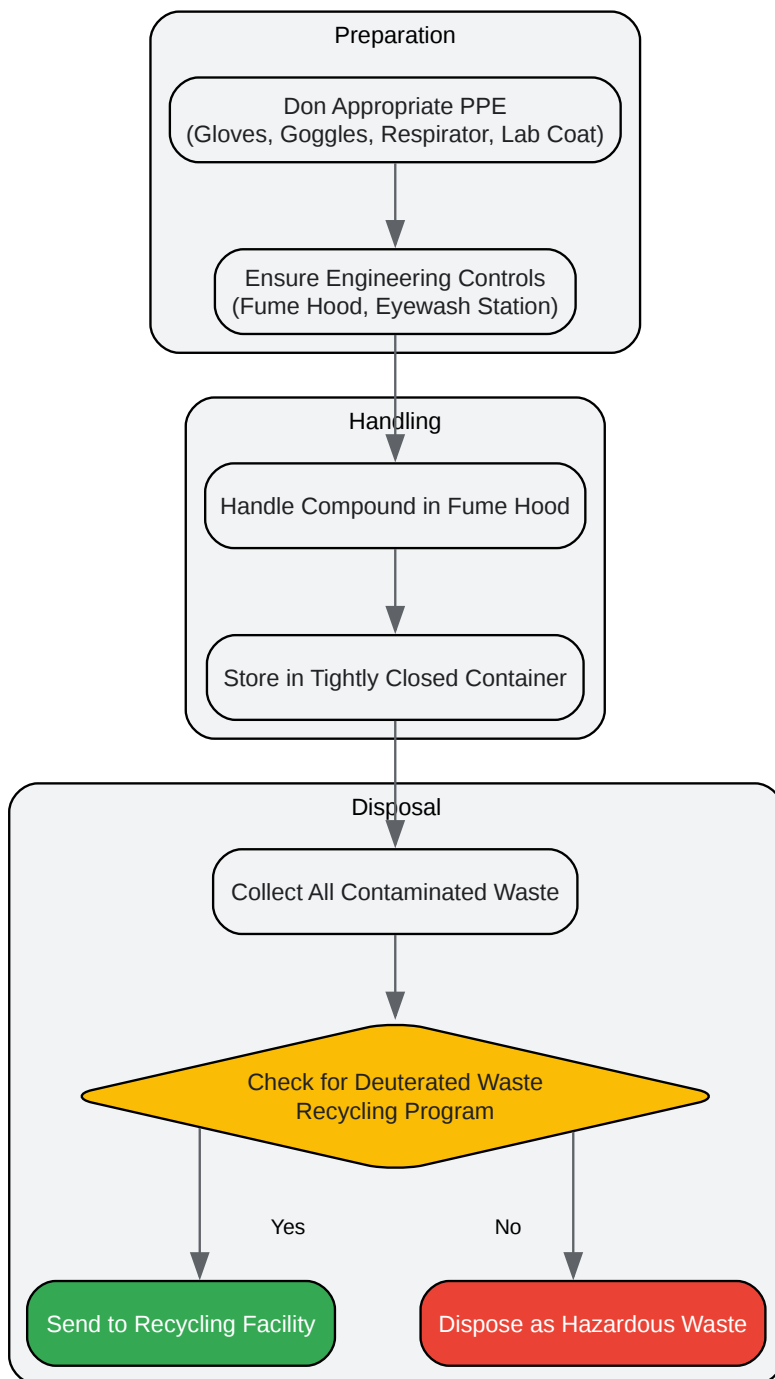 Preparation
Don Appropriate PPE
(Gloves, Goggles, Respirator, Lab Coat)
Ensure Engineering Controls
(Fume Hood, Eyewash Station)
Handling
Handle Compound in Fume Hood
Store in Tightly Closed Container
Disposal
Collect All Contaminated Waste
Check for Deuterated Waste
Recycling Program
Yes
No
Send to Recycling Facility
Dispose as Hazardous Waste